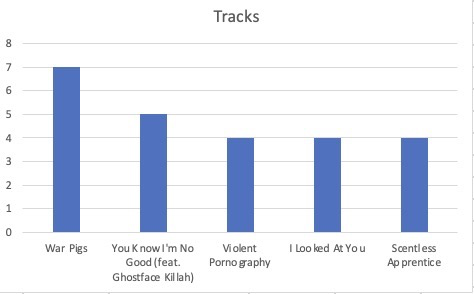 Tracks
8
7
6
5
4
3
2
1
0
War Pigs
You Know I'm No
Good (feat.
Ghostface Killah)
Violent
Pornography
I Looked At You
Scentless
Apprentice